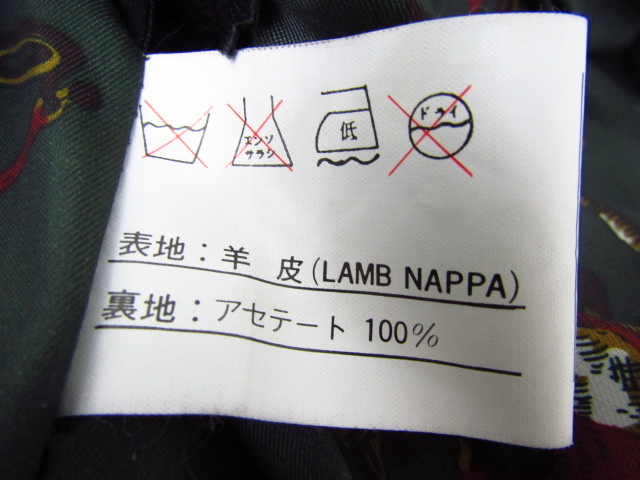 エンソ
サラシ
低
ドライ
表地：羊 皮(LAMB NAPPA)
裏地：アセテート 100%